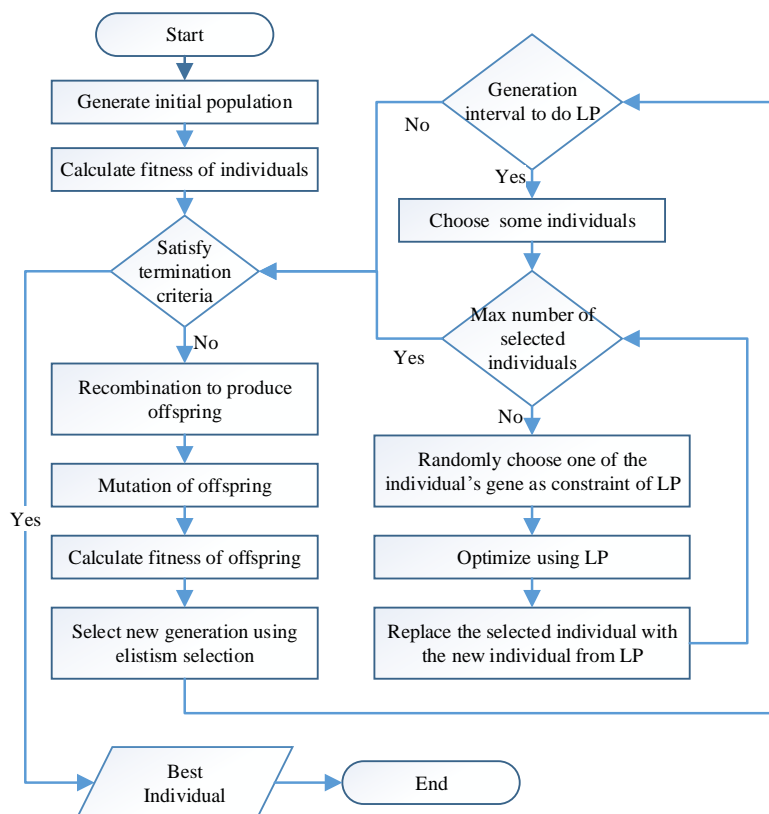 Start
Generate initial population
Calculate fitness of individuals
Satisfy
termination
criteria
No
Recombination to produce
offspring
Mutation of offspring
Yes
Calculate fitness of offspring
Select new generation using
elistism selection
Best
Individual
End
Generation
interval to do LP
No
Yes
Choose some individuals
Max number of
selected
individuals
Yes
No
Randomly choose one of the
individual's gene as constraint of LP
Optimize using LP
Replace the selected individual with
the new individual from LP